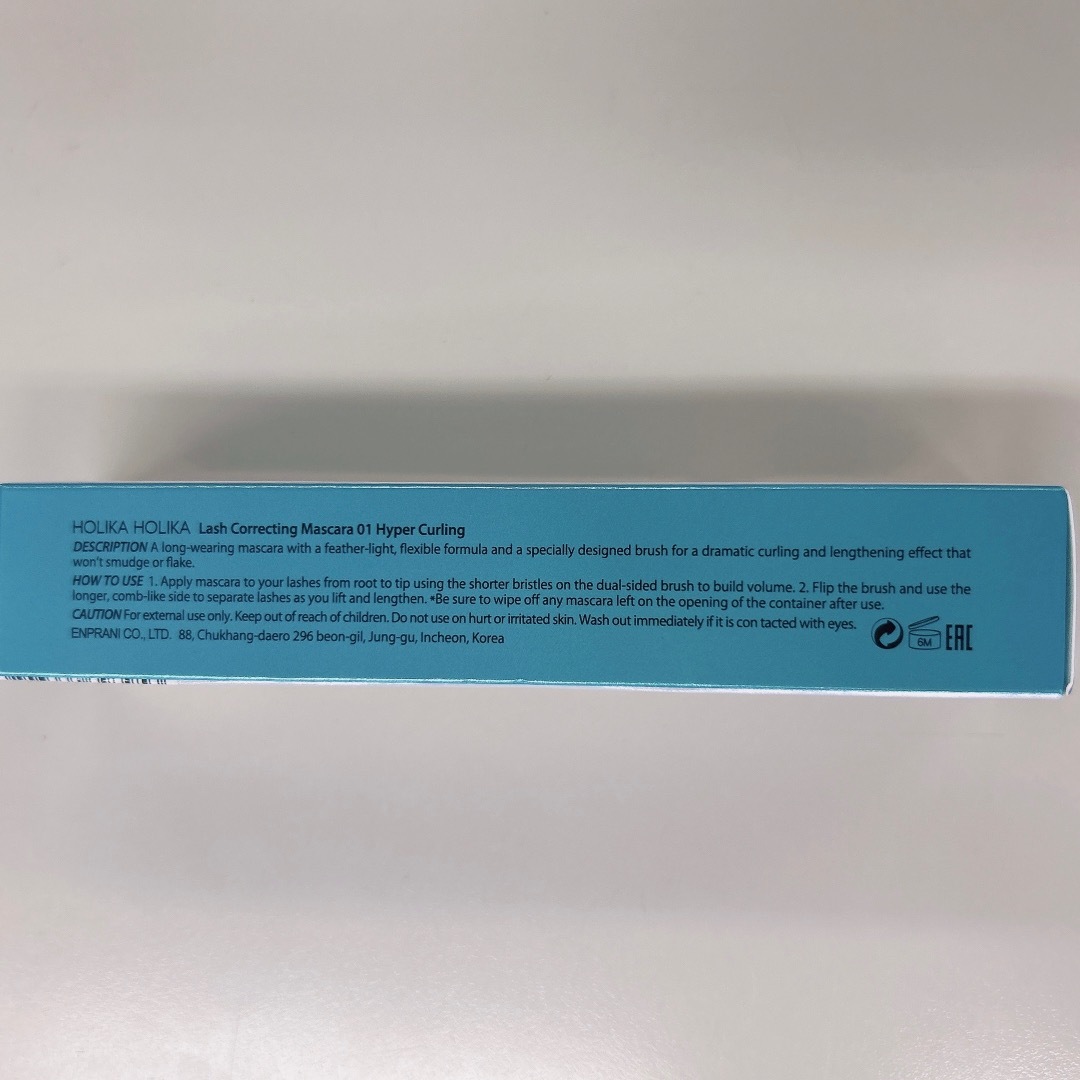 HOLIKA HOLIKA Lash Correcting Mascara 01 Hyper Curling
DESCRIPTION A long-wearing mascara with a feather-light, flexible formula and a specially designed brush for a dramatic curling and lengthening effect that
won't smudge or flake.
HOW TO USE 1. Apply mascara to your lashes from root to tip using the shorter bristles on the dual-sided brush to build volume. 2. Flip the brush and use the
longer, comb-like side to separate lashes as you lift and lengthen. *Be sure to wipe off any mascara left on the opening of the container after use.
CAUTION For external use only. Keep out of reach of children. Do not use on hurt or irritated skin. Wash out immediately if it is con tacted with eyes.
ENPRANI CO., LTD. 88, Chukhang-daero 296 beon-gil, Jung-gu, Incheon, Korea
6M EAC